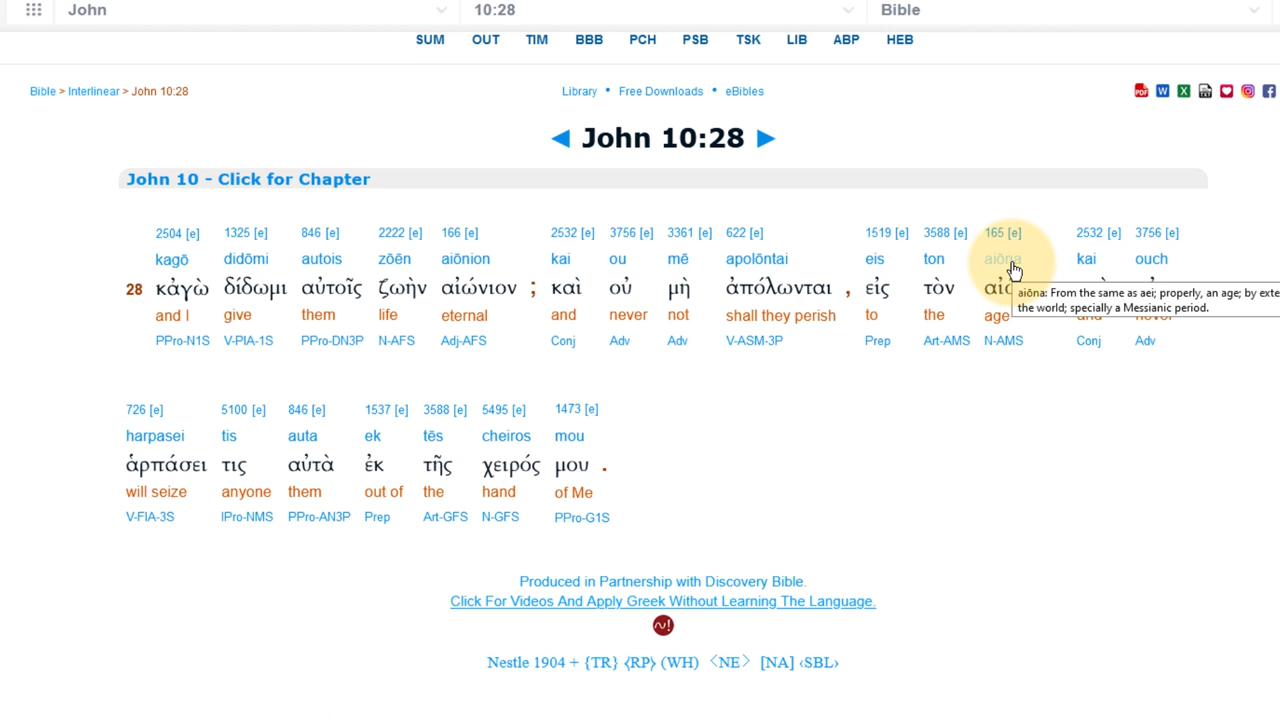 John 10:28 Bible
SUM OUT TIM BBB PCH PSB TSK LIB ABP HEB
Bible > Interlinear > John 10:28 Library • Free Downloads • eBibles
◄ John 10:28 ►
John 10 - Click for Chapter
2504 [e] 1325 [e] 846 [e] 2222 [e] 166 [e] 2532 [e] 3756 [e] 3361 [e] 622 [e] 1519 [e] 3588 [e] 165 [e] 2532 [e] 3756 [e]
kagō didōmi autois zōēn aiōnion kai ou mē apolōntai eis ton aiōna kai ouch
28 κἀγὼ δίδωμι αὐτοῖς ζωὴν αἰώνιον ; καὶ οὐ μὴ ἀπόλωνται , εἰς τὸν
aiōna: From the same as aei; properly, an age; by exte
the world; specially a Messianic period.
and I give them life eternal and never not shall they perish to the age and never
PPro-N1S V-PIA-1S PPro-DN3P N-AFS Adj-AFS Conj Adv Adv V-ASM-3P Prep Art-AMS N-AMS Conj Adv
726 [e] 5100 [e] 846 [e] 1537 [e] 3588 [e] 5495 [e] 1473 [e]
harpasei tis auta ek tēs cheiros mou
ἁρπάσει τις αὐτὰ ἐκ τῆς χειρός μου .
will seize anyone them out of the hand of Me
V-FIA-3S IPro-NMS PPro-AN3P Prep Art-GFS N-GFS PPro-G1S
Produced in Partnership with Discovery Bible.
Click For Videos And Apply Greek Without Learning The Language.
Nestle 1904 + {TR} ⧼RP⧽ (WH) 〈NE〉 [NA] ‹SBL›